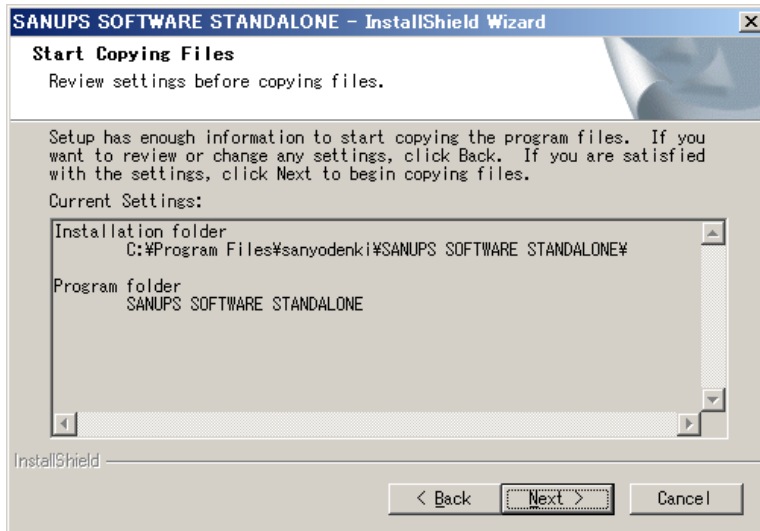 SANUPS SOFTWARE STANDALONE - InstallShield Wizard
Start Copying Files
Review settings before copying files.
Setup has enough information to start copying the program files. If you
want to review or change any settings, click Back. If you are satisfied
with the settings, click Next to begin copying files.
Current Settings:
Installation folder
C:¥Program Files¥sanyodenki¥SANUPS SOFTWARE STANDALONE¥
Program folder
SANUPS SOFTWARE STANDALONE
InstallShield
< Back
Next >
Cancel